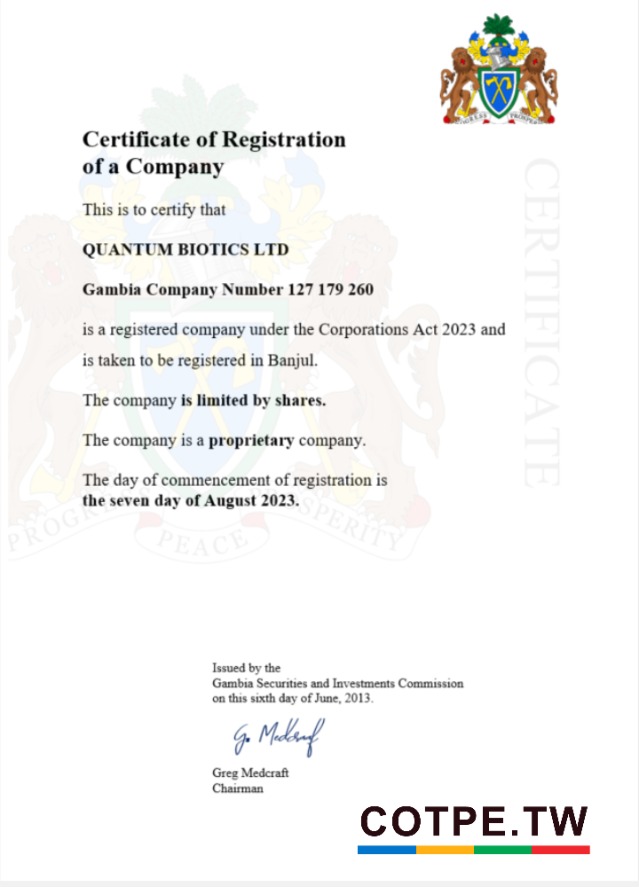 PROGRESS PROSPERITY
Certificate of Registration
of a Company
This is to certify that
QUANTUM BIOTICS LTD
Gambia Company Number 127 179 260
is a registered company under the Corporations Act 2023 and
is taken to be registered in Banjul.
The company is limited by shares.
The company is a proprietary company.
The day of commencement of registration is
the seven day of August 2023.
CERTIFICATE
PROGRESS PEACE PROSPERITY
Issued by the
Gambia Securities and Investments Commission
on this sixth day of June, 2013.
G. Medcraf
Greg Medcraft
Chairman
COTPE.TW